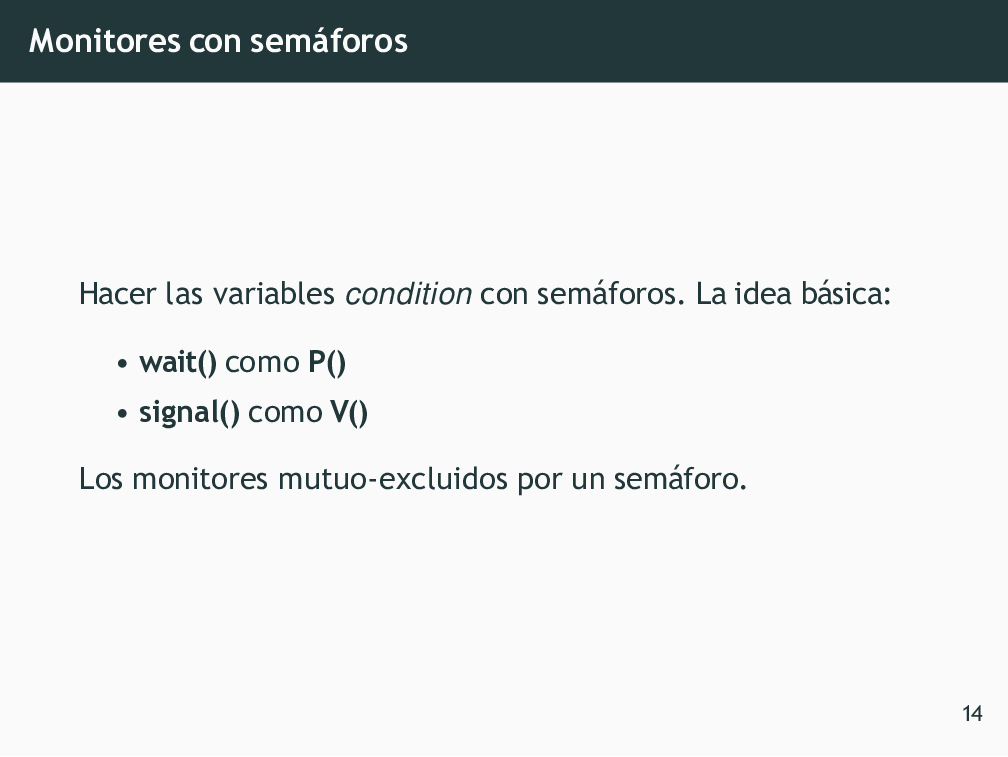 Monitores con semáforos
Hacer las variables condition con semáforos. La idea básica:
• wait() como P()
• signal() como V()
Los monitores mutuo-excluidos por un semáforo.
14